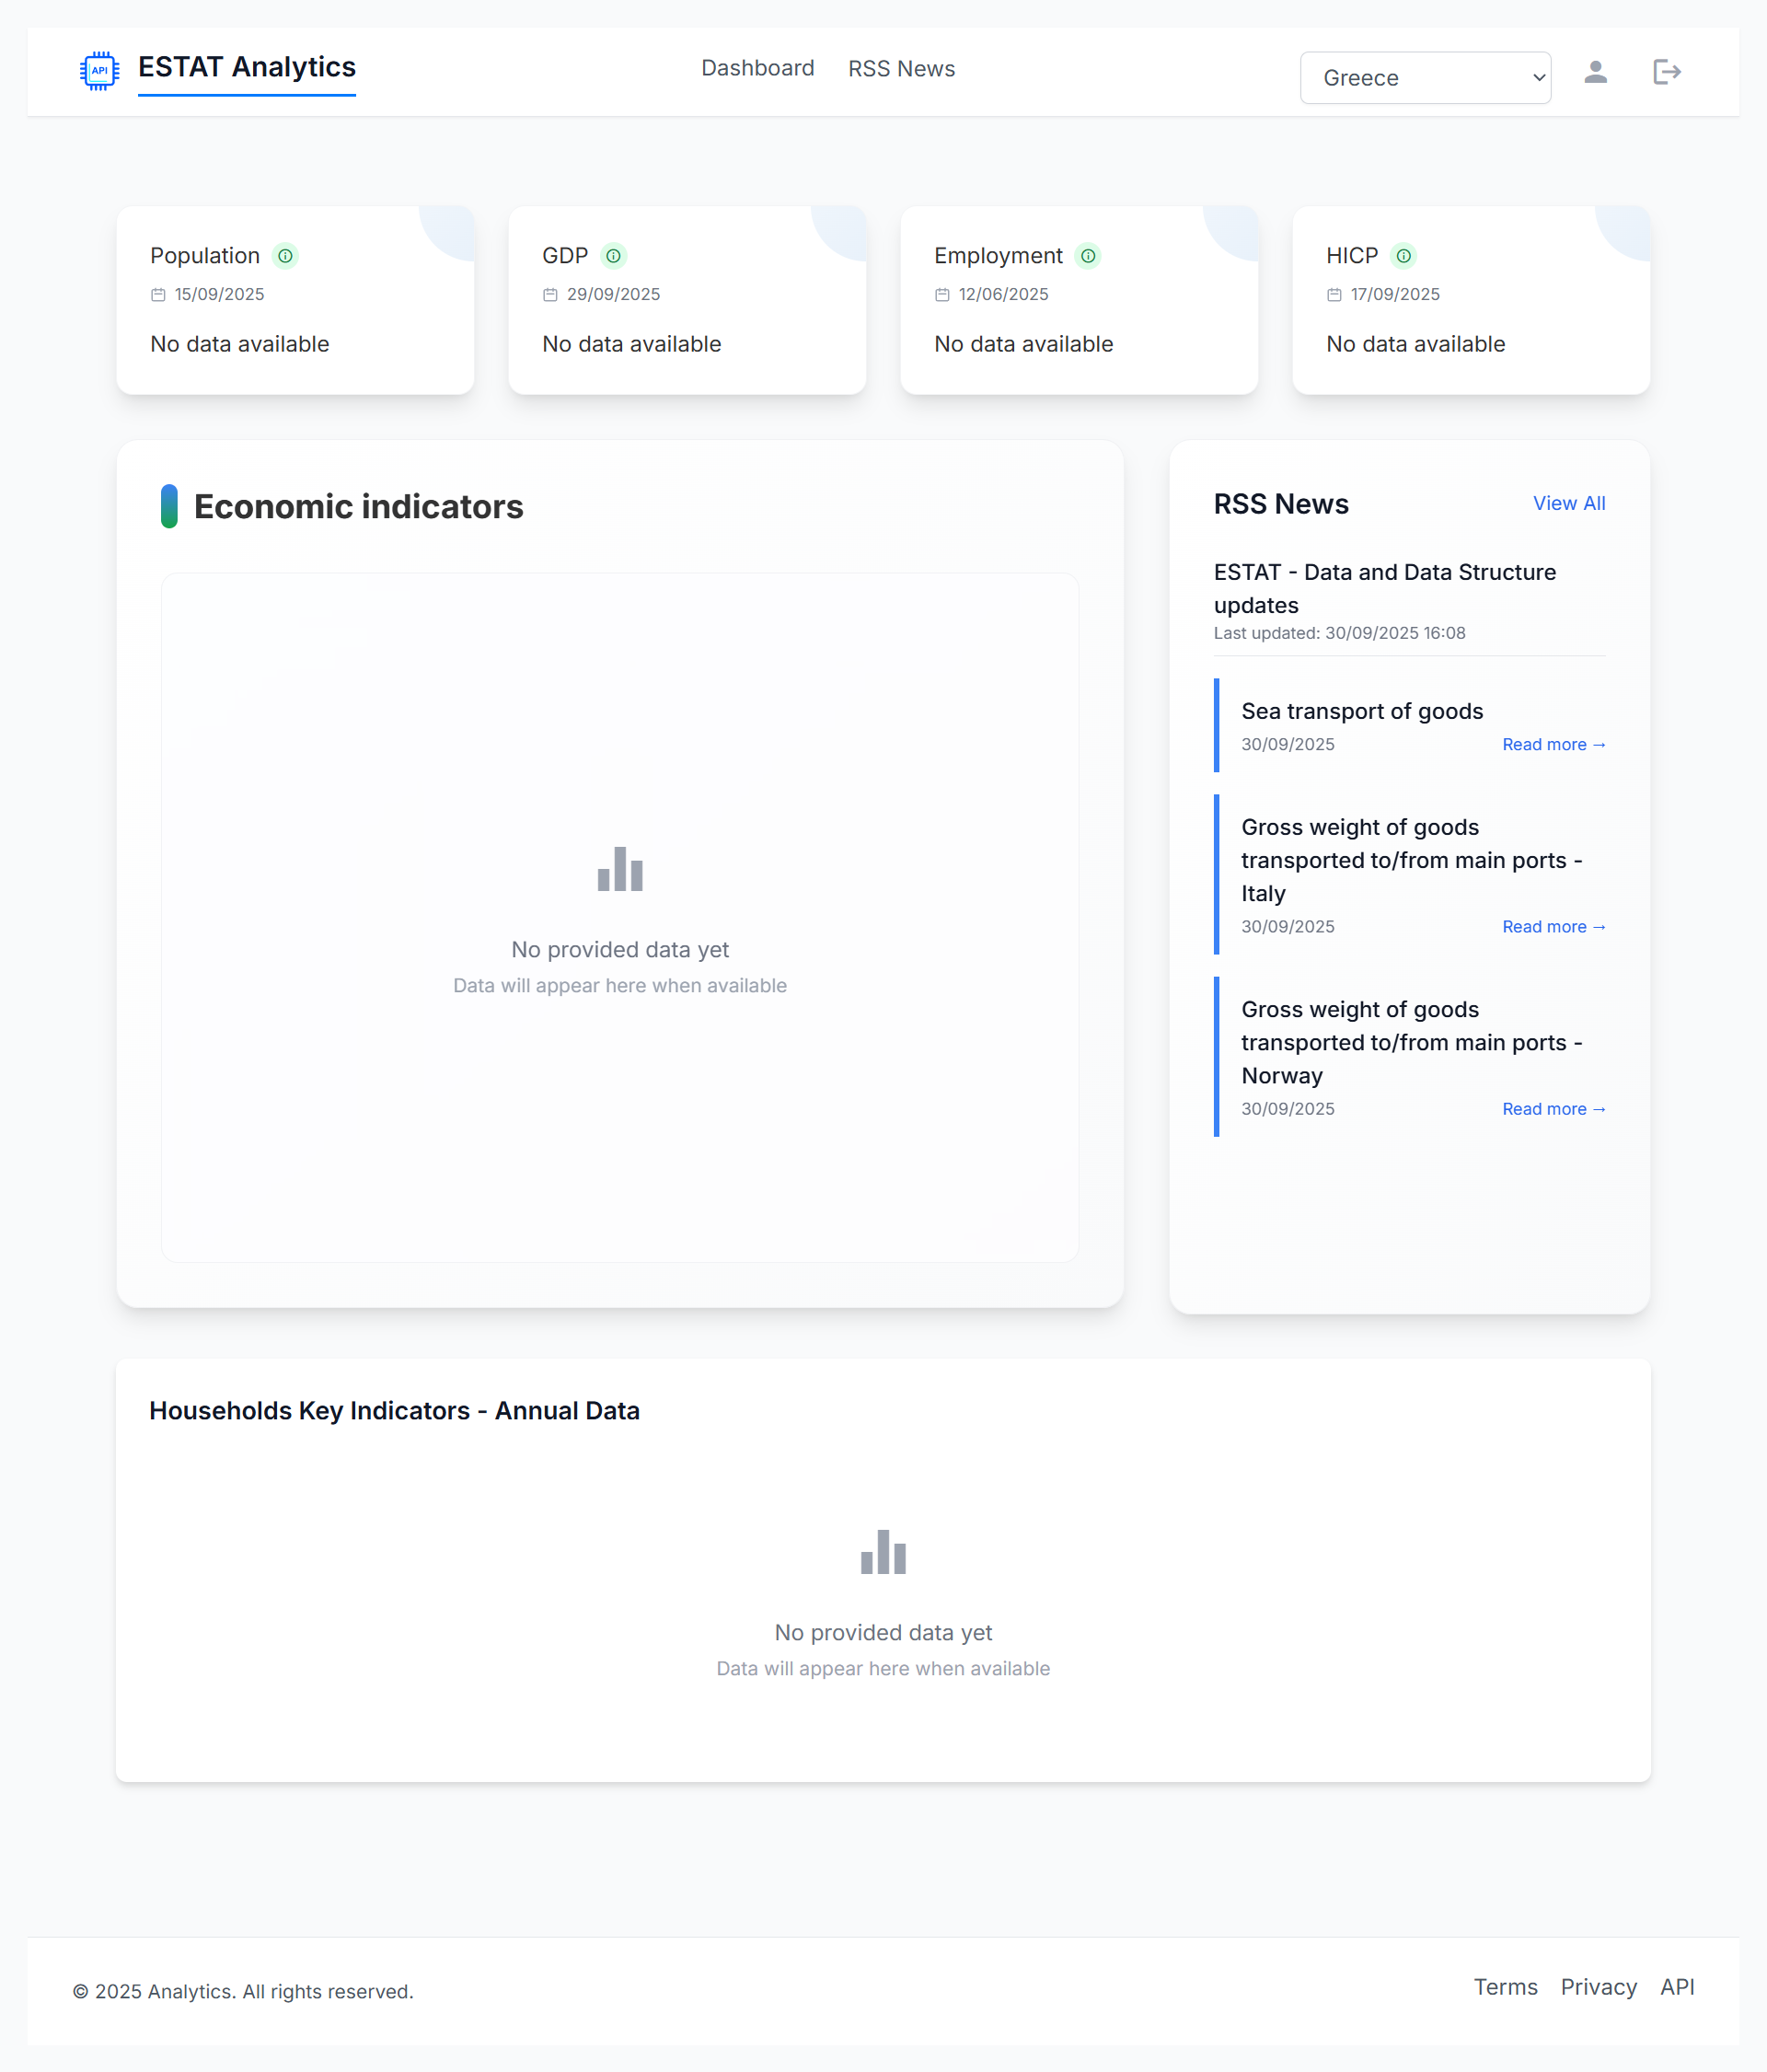 API
ESTAT Analytics
Dashboard
RSS News
Greece
Population
15/09/2025
No data available
GDP
29/09/2025
No data available
Employment
12/06/2025
No data available
HICP
17/09/2025
No data available
Economic indicators
No provided data yet
Data will appear here when available
RSS News
View All
ESTAT - Data and Data Structure
updates
Last updated: 30/09/2025 16:08
Sea transport of goods
30/09/2025
Read more →
Gross weight of goods
transported to/from main ports -
Italy
30/09/2025
Read more →
Gross weight of goods
transported to/from main ports -
Norway
30/09/2025
Read more →
Households Key Indicators - Annual Data
No provided data yet
Data will appear here when available
© 2025 Analytics. All rights reserved.
Terms
Privacy
API